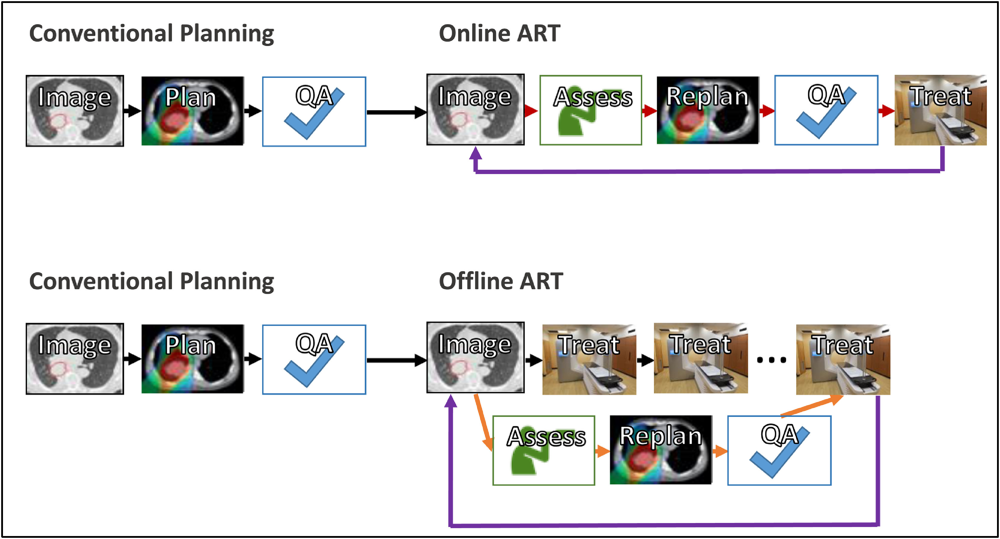 Conventional Planning
Online ART
Image
Plan
QA
Image
Assess
Replan
QA
Treat
Conventional Planning
Offline ART
Image
Plan
QA
Image
Treat
Treat
...
Treat
Assess
Replan
QA